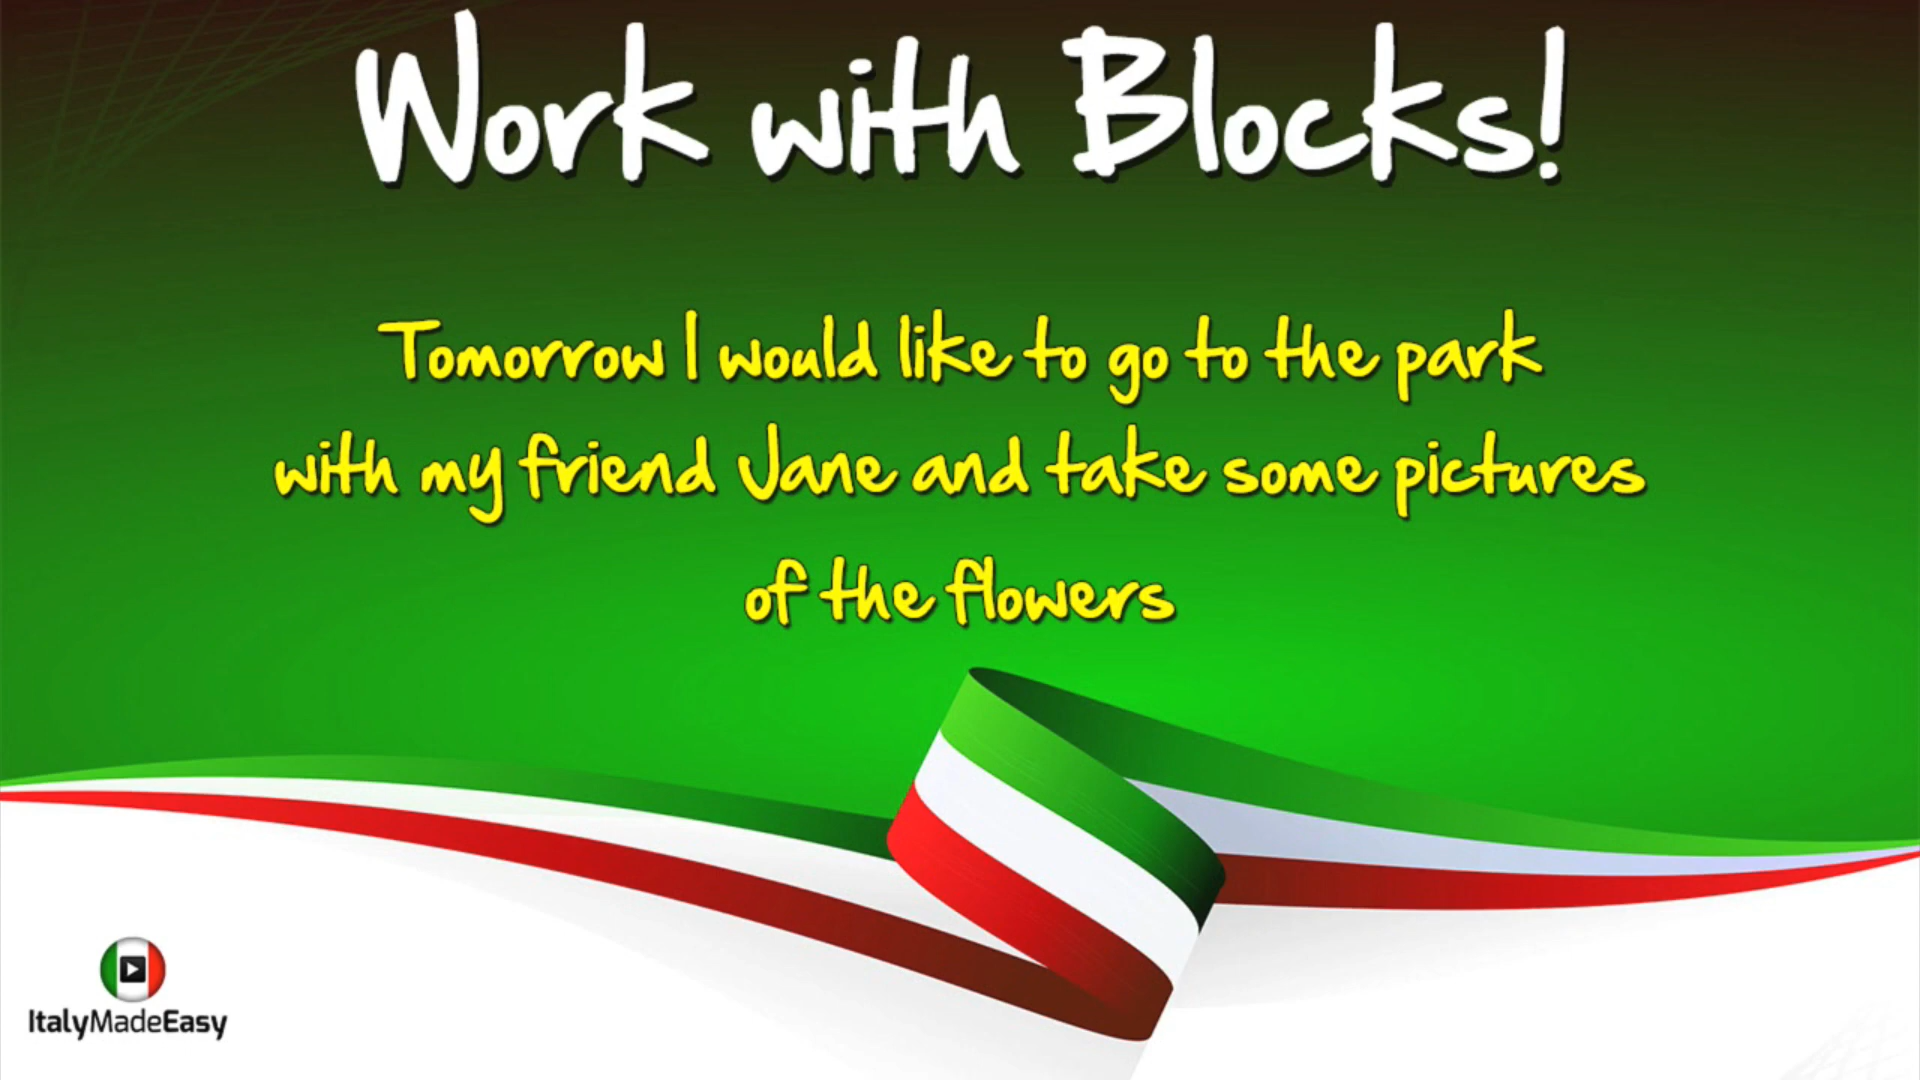 Work with Blocks!
Tomorrow I would like to go to the park
with my friend Jane and take some pictures
of the flowers
ItalyMadeEasy